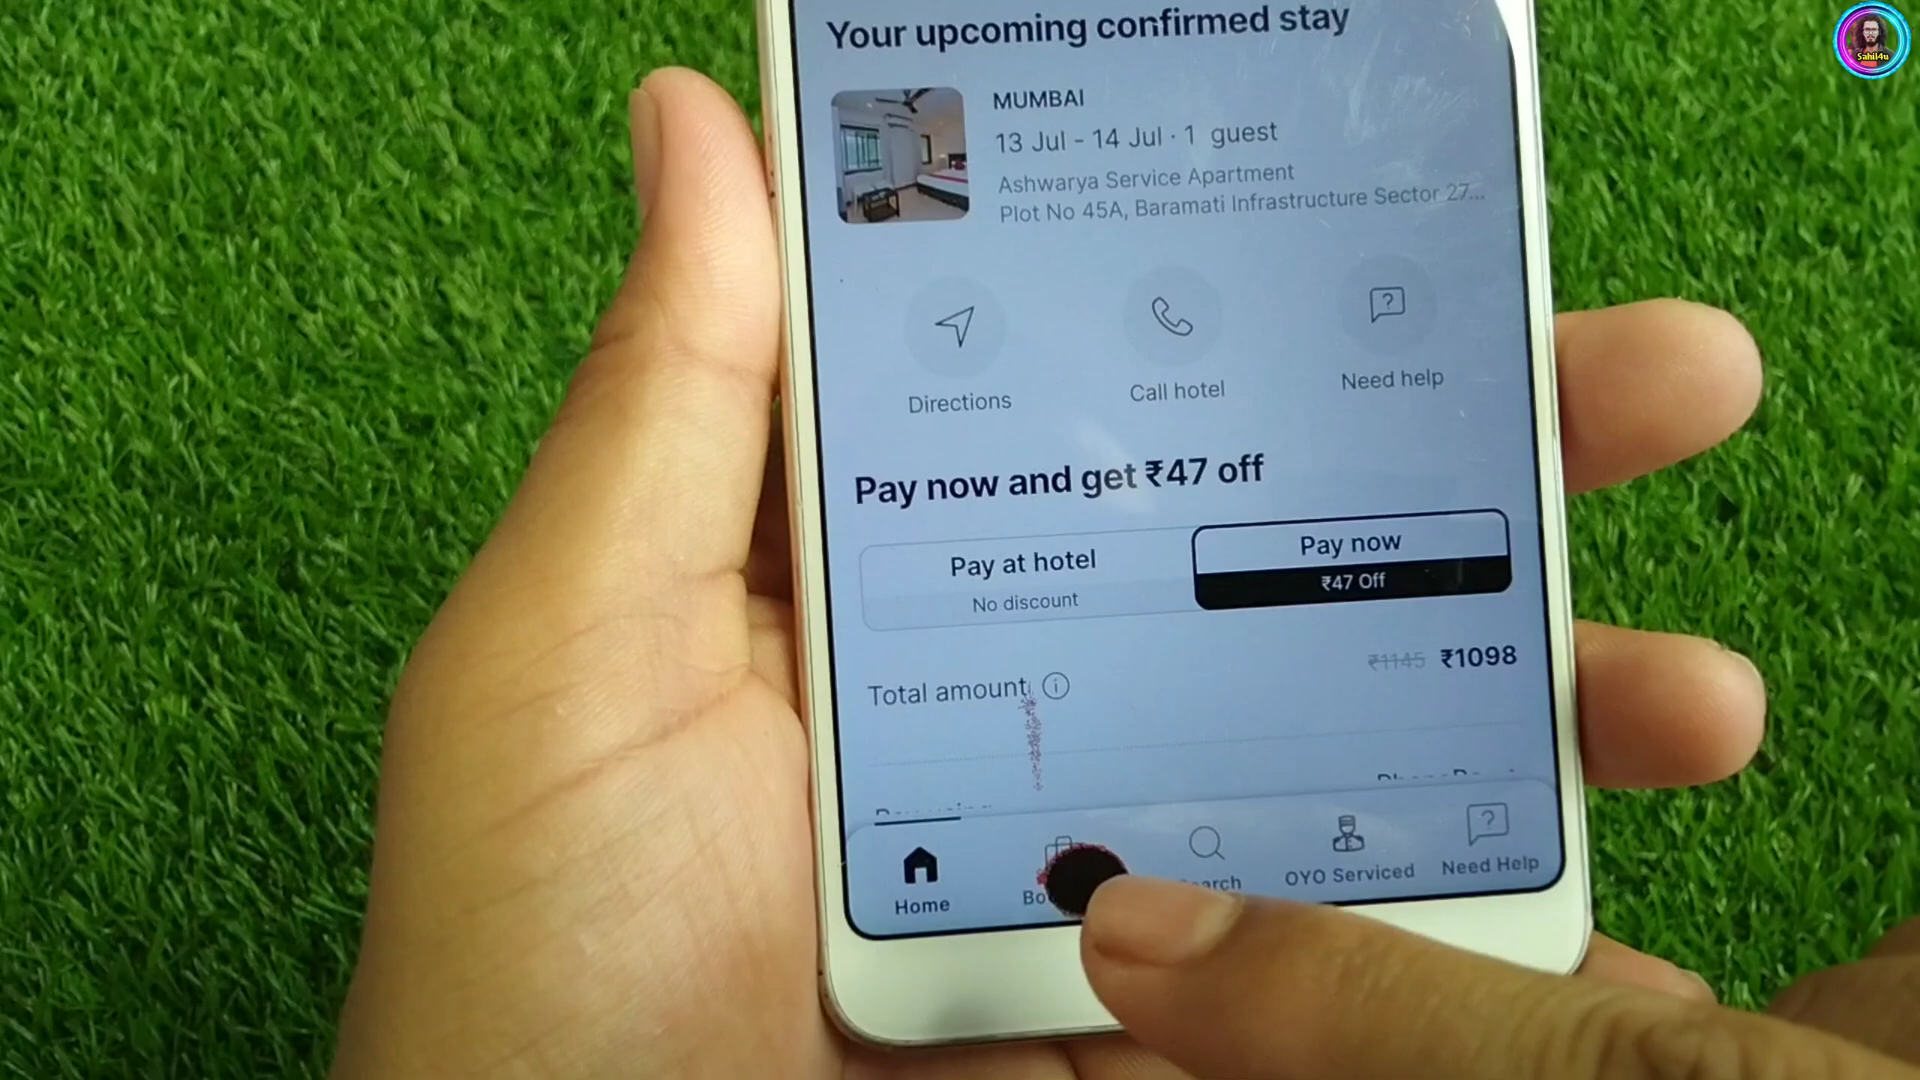 Sahil4u
Your upcoming confirmed stay
MUMBAI
13 Jul - 14 Jul · 1 guest
Ashwarya Service Apartment
Plot No 45A, Baramati Infrastructure Sector 27...
Directions
Call hotel
Need help
Pay now and get ₹47 off
Pay at hotel
No discount
Pay now
₹47 Off
Total amount
₹1145 ₹1098
Home
OYO Serviced
Need Help